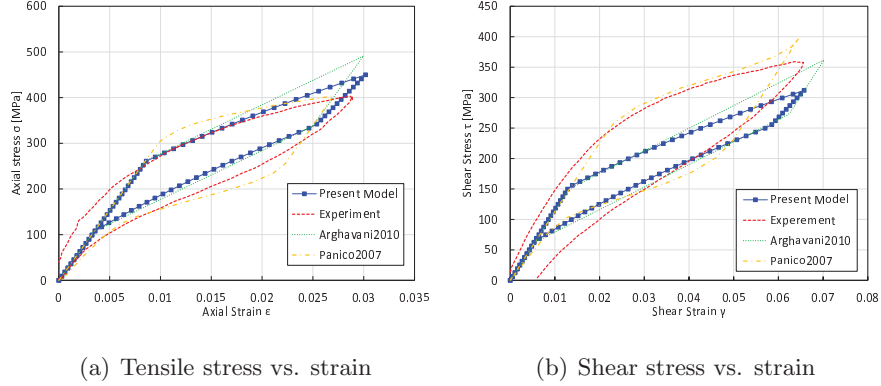 600
500
400
300
200
100
0
Axial stress σ [MPa]
0
0.005
0.01
0.015
0.02
0.025
0.03
0.035
Axial Strain ε
Present Model
Experiment
Arghavani2010
Panico2007
(a) Tensile stress vs. strain
450
400
350
300
250
200
150
100
50
0
Shear Stress τ [MPa]
0
0.01
0.02
0.03
0.04
0.05
0.06
0.07
0.08
Shear Strain γ
Present Model
Experement
Arghavani2010
Panico2007
(b) Shear stress vs. strain